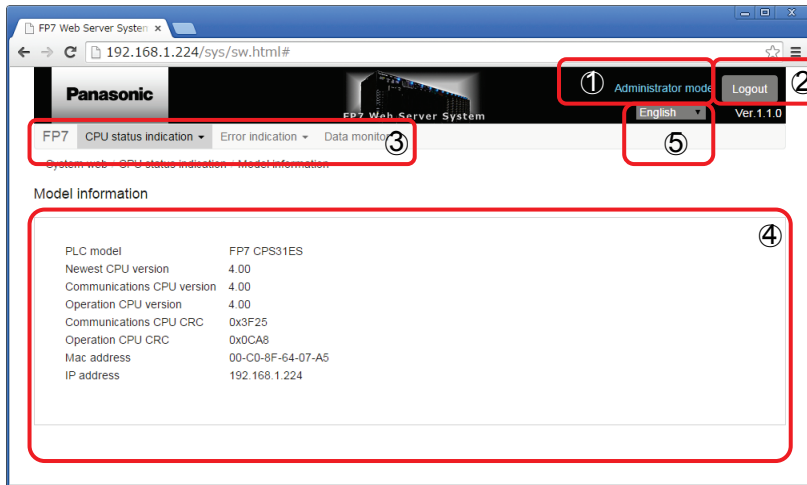 FP7 Web Server System
192.168.1.224/sys/sw.html#
Panasonic
FP7 Web Server System
① Administrator mode
Logout ②
English
Ver.1.1.0
FP7 CPU status indication Error indication Data monitor
③ ⑤
System web / CPU status indication / Model information
Model information
④
PLC model FP7 CPS31ES
Newest CPU version 4.00
Communications CPU version 4.00
Operation CPU version 4.00
Communications CPU CRC 0x3F25
Operation CPU CRC 0x0CA8
Mac address 00-C0-8F-64-07-A5
IP address 192.168.1.224